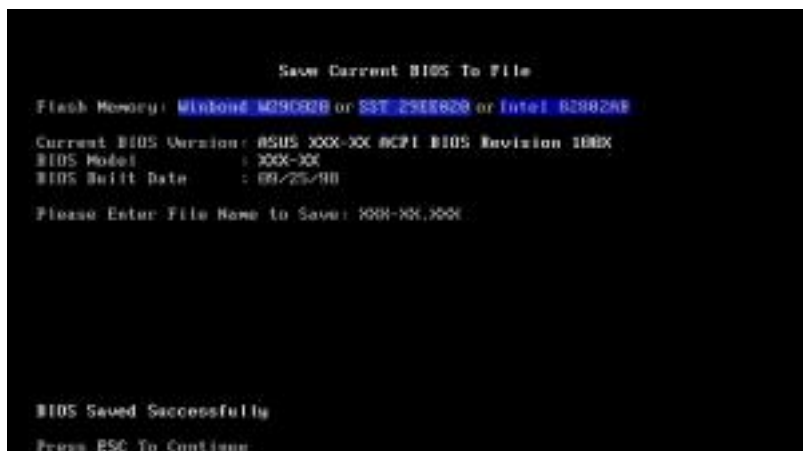 Save Current BIOS To File
Flash Memory: Winbond W29C020 or SST 29EE020 or Intel 82802AB
Current BIOS Version: ASUS XXX-XX ACPI BIOS Revision 100X
BIOS Model : XXX-XX
BIOS Built Date : 09/25/98
Please Enter File Name to Save: XXX-XX.XXX
BIOS Saved Successfully
Press ESC To Continue